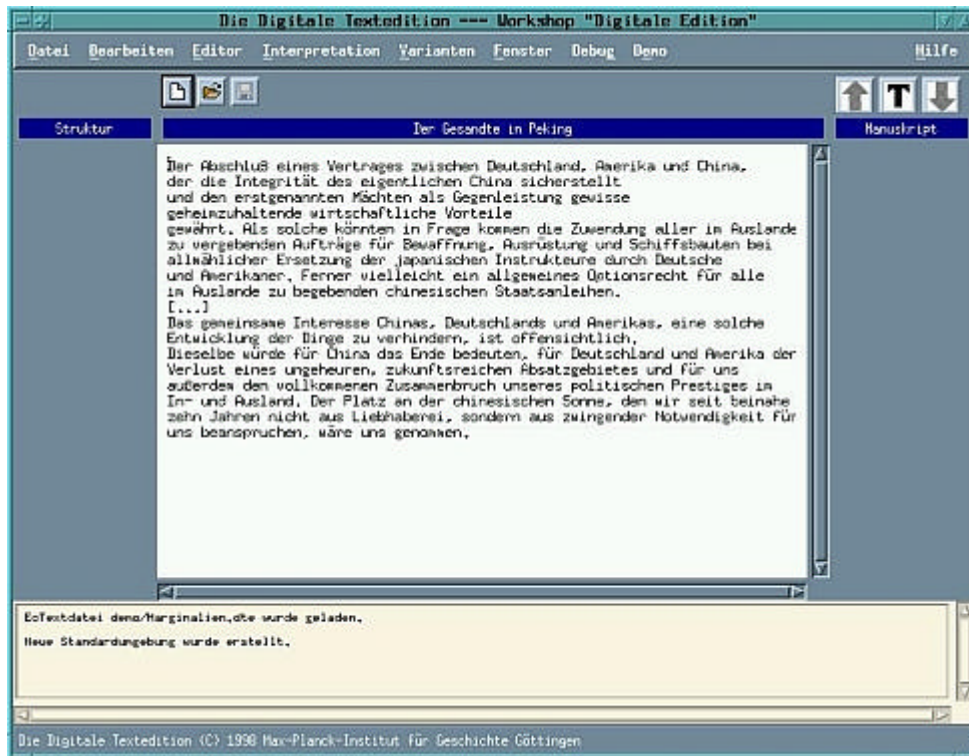 Die Digitale Textedition --- Workshop "Digitale Edition"
Datei Bearbeiten Editor Interpretation Varianten Fenster Debug Demo Hilfe
T
Struktur Der Gesandte in Peking Manuskript
Der Abschluß eines Vertrages zwischen Deutschland, Amerika und China,
der die Integrität des eigentlichen China sicherstellt
und den erstgenannten Mächten als Gegenleistung gewisse
geheimzuhaltende wirtschaftliche Vorteile
gewährt. Als solche könnten in Frage kommen die Zuwendung aller im Auslande
zu vergebenden Aufträge für Bewaffnung, Ausrüstung und Schiffsbauten bei
allmählicher Ersetzung der japanischen Instrukteure durch Deutsche
und Amerikaner. Ferner vielleicht ein allgemeines Optionsrecht für alle
im Auslande zu begebenden chinesischen Staatsanleihen.
[...]
Das gemeinsame Interesse Chinas, Deutschlands und Amerikas, eine solche
Entwicklung der Dinge zu verhindern, ist offensichtlich.
Dieselbe würde für China das Ende bedeuten, für Deutschland und Amerika der
Verlust eines ungeheuren, zukunftsreichen Absatzgebietes und für uns
außerdem den vollkommenen Zusammenbruch unseres politischen Prestiges im
In- und Ausland. Der Platz an der chinesischen Sonne, den wir seit beinahe
zehn Jahren nicht aus Liebhaberei, sondern aus zwingender Notwendigkeit für
uns beanspruchen, wäre uns genommen.
EcTextdatei demo/Marginalien.dte wurde geladen.
Neue Standardumgebung wurde erstellt.
Die Digitale Textedition (C) 1998 Max-Planck-Institut für Geschichte Göttingen